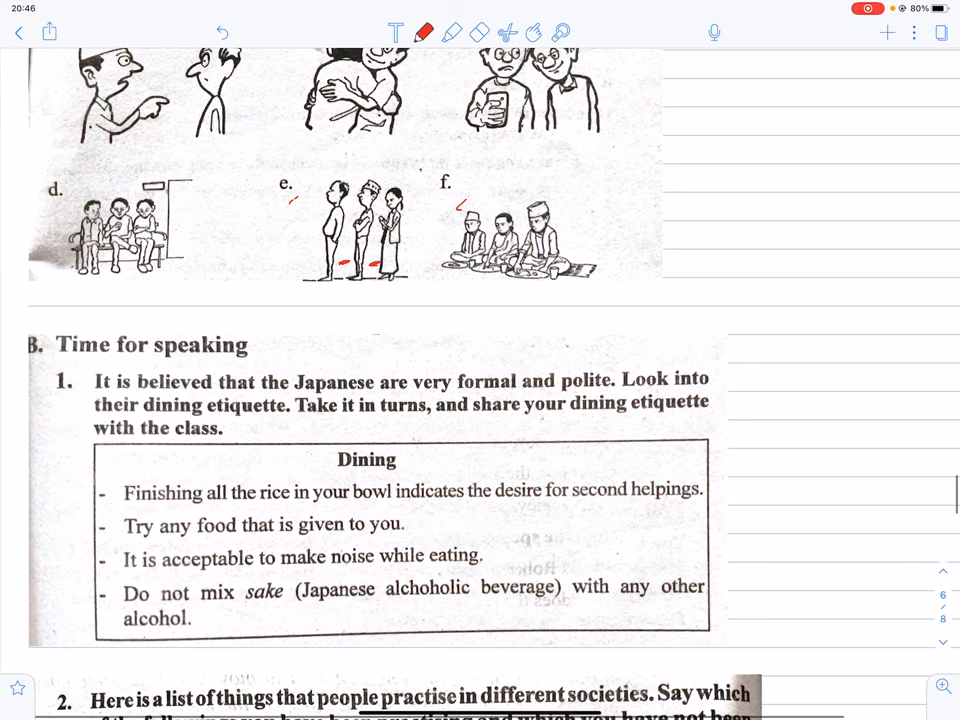 20:46
80%
T
d.
e.
f.
B. Time for speaking
1. It is believed that the Japanese are very formal and polite. Look into
their dining etiquette. Take it in turns, and share your dining etiquette
with the class.
Dining
- Finishing all the rice in your bowl indicates the desire for second helpings.
- Try any food that is given to you.
- It is acceptable to make noise while eating.
- Do not mix sake (Japanese alchoholic beverage) with any other
alcohol.
6
/
8
2. Here is a list of things that people practise in different societies. Say which